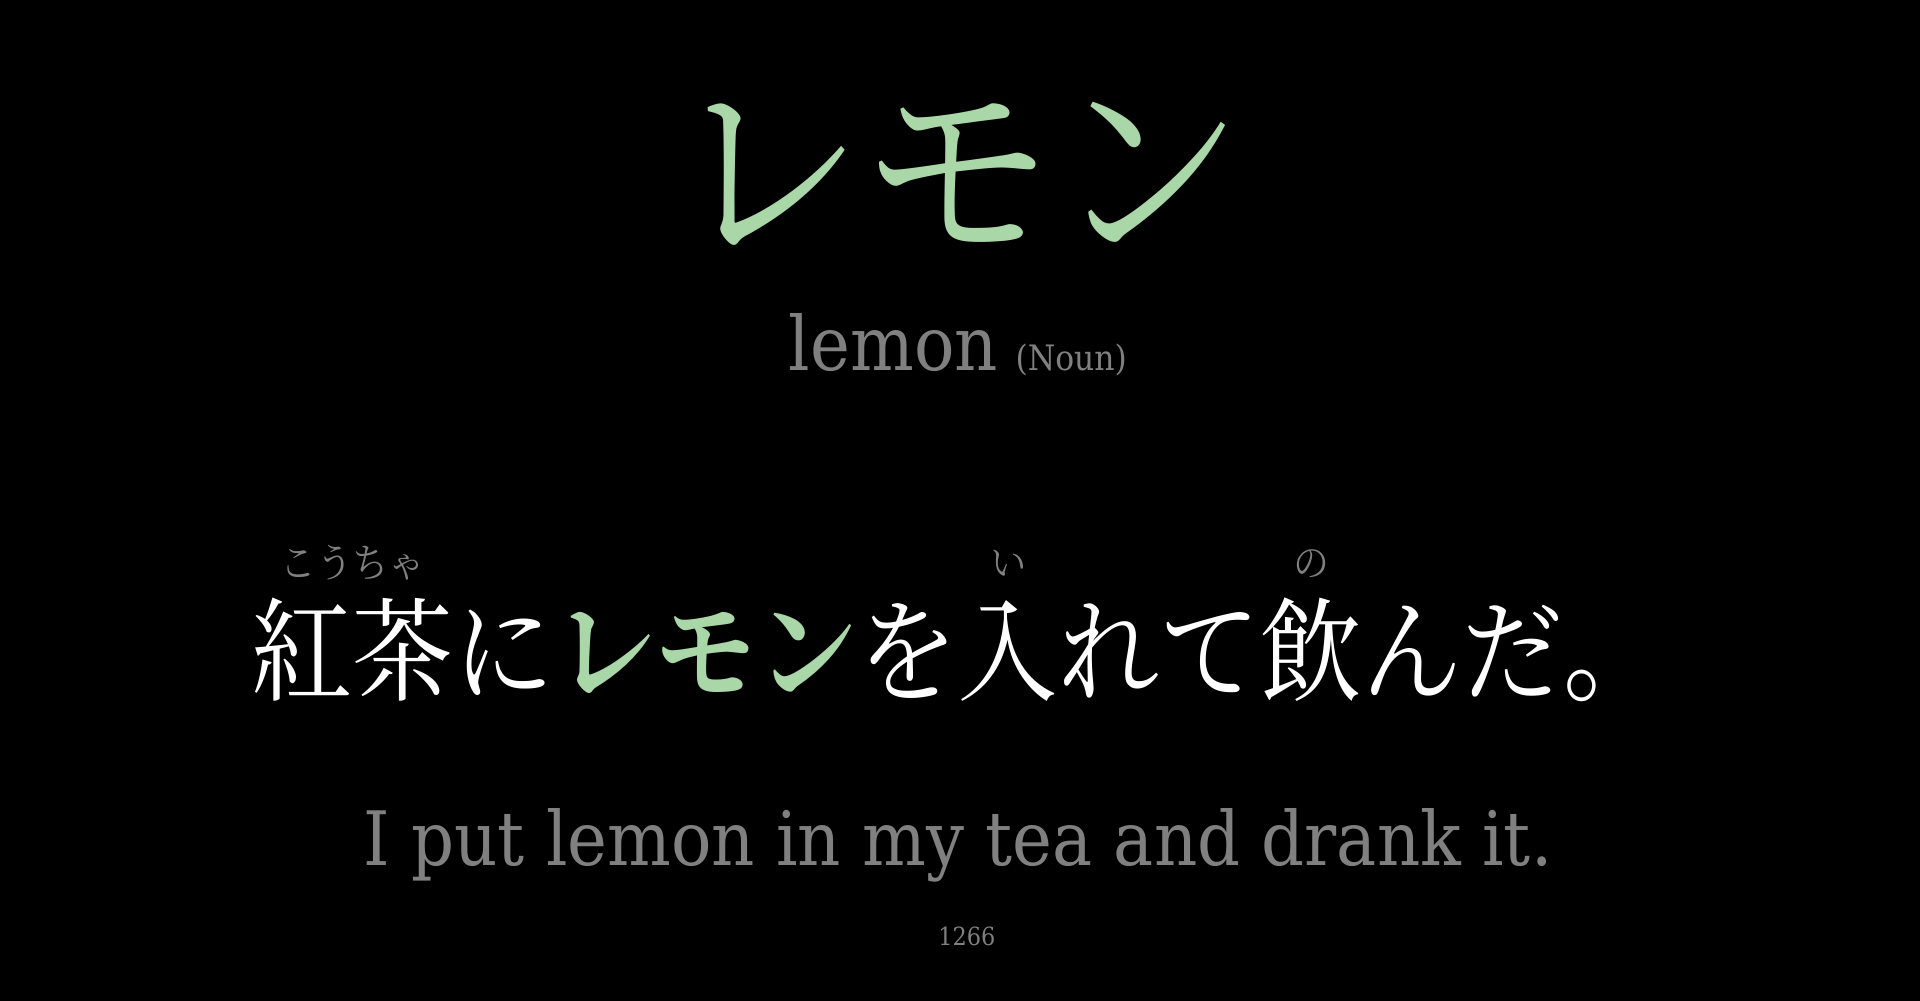 レモン
lemon (Noun)
こうちゃ い の
紅茶にレモンを入れて飲んだ。
I put lemon in my tea and drank it.
1266